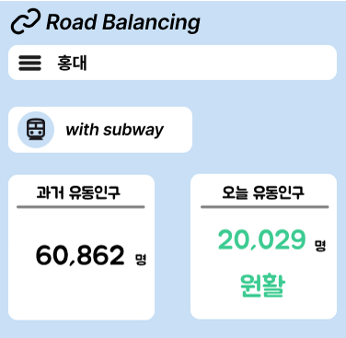 Road Balancing
홍대
with subway
과거 유동인구
60,862 명
오늘 유동인구
20,029 명
원활